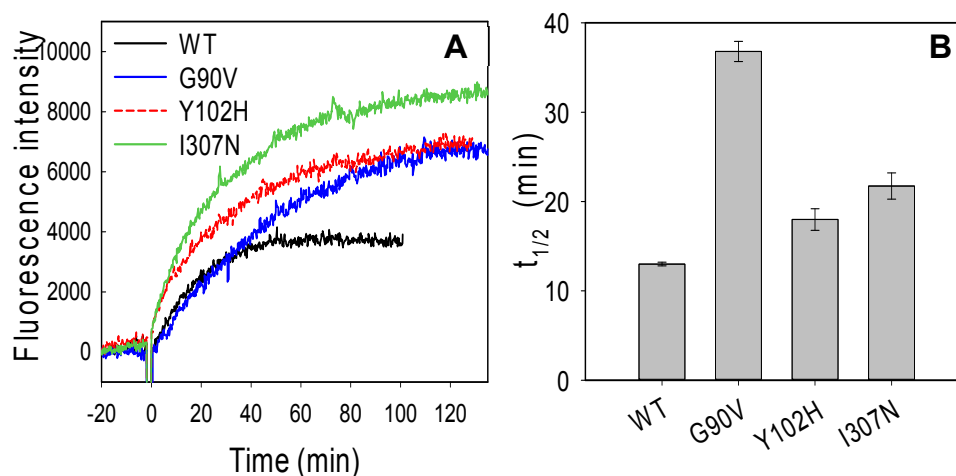 Fluorescence intensity
10000
8000
6000
4000
2000
0
A
WT
G90V
Y102H
I307N
-20 0 20 40 60 80 100 120
Time (min)
B
t1/2 (min)
40
30
20
10
0
WT G90V Y102H I307N